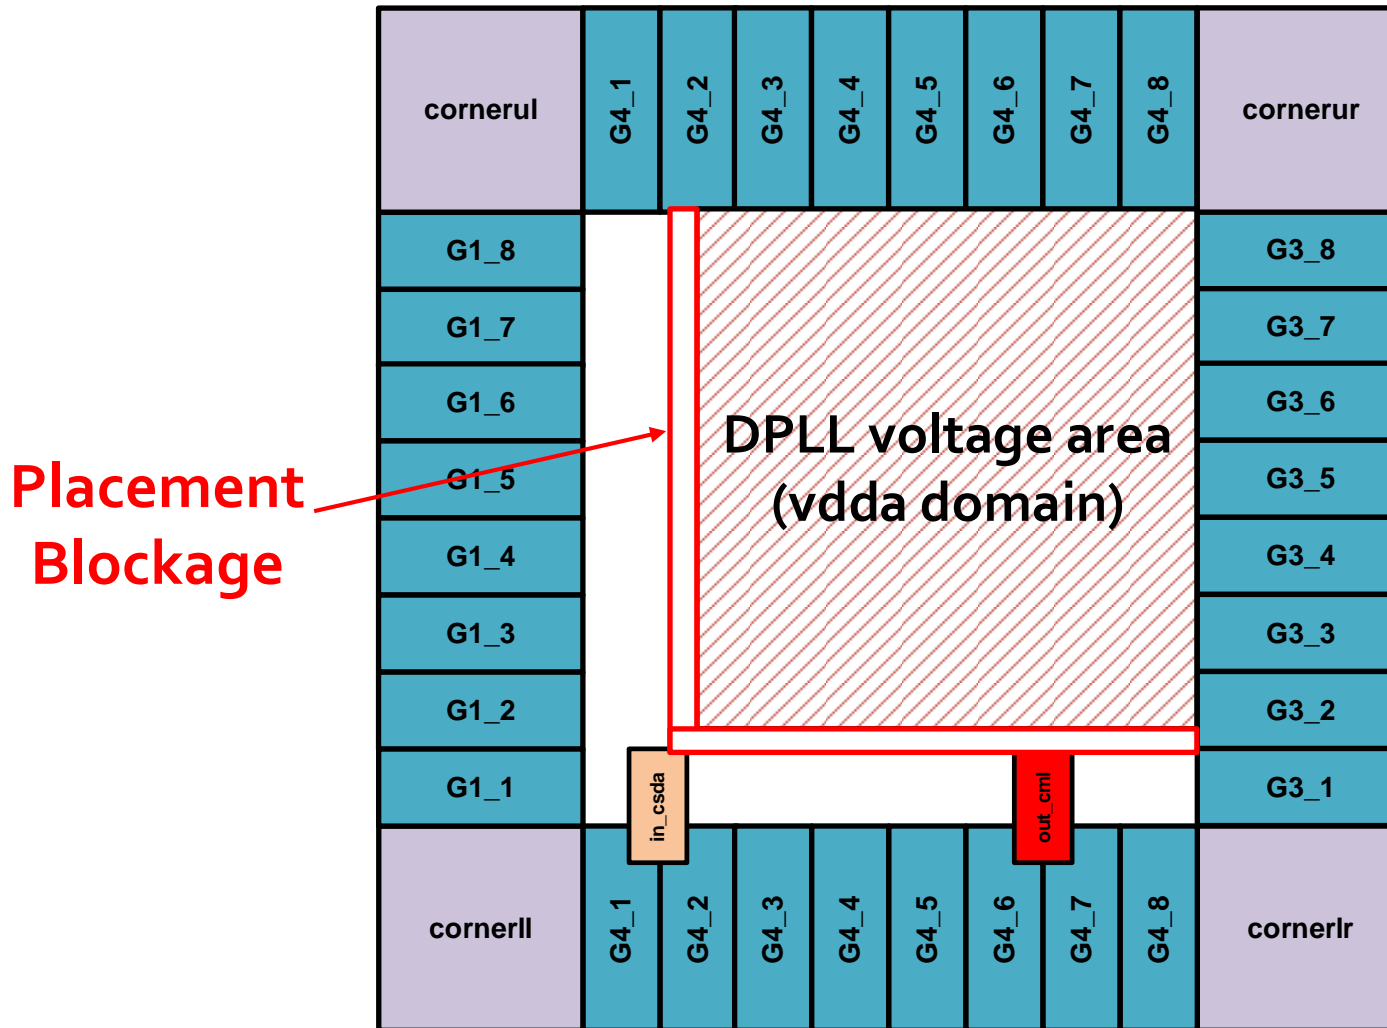 cornerul
G4_1
G4_2
G4_3
G4_4
G4_5
G4_6
G4_7
G4_8
cornerur
G1_8
G3_8
G1_7
G3_7
G1_6
G3_6
DPLL voltage area
(vdda domain)
Placement
Blockage
G1_5
G3_5
G1_4
G3_4
G1_3
G3_3
G1_2
G3_2
G1_1
in_csda
out_cml
G3_1
cornerll
G4_1
G4_2
G4_3
G4_4
G4_5
G4_6
G4_7
G4_8
cornerlr